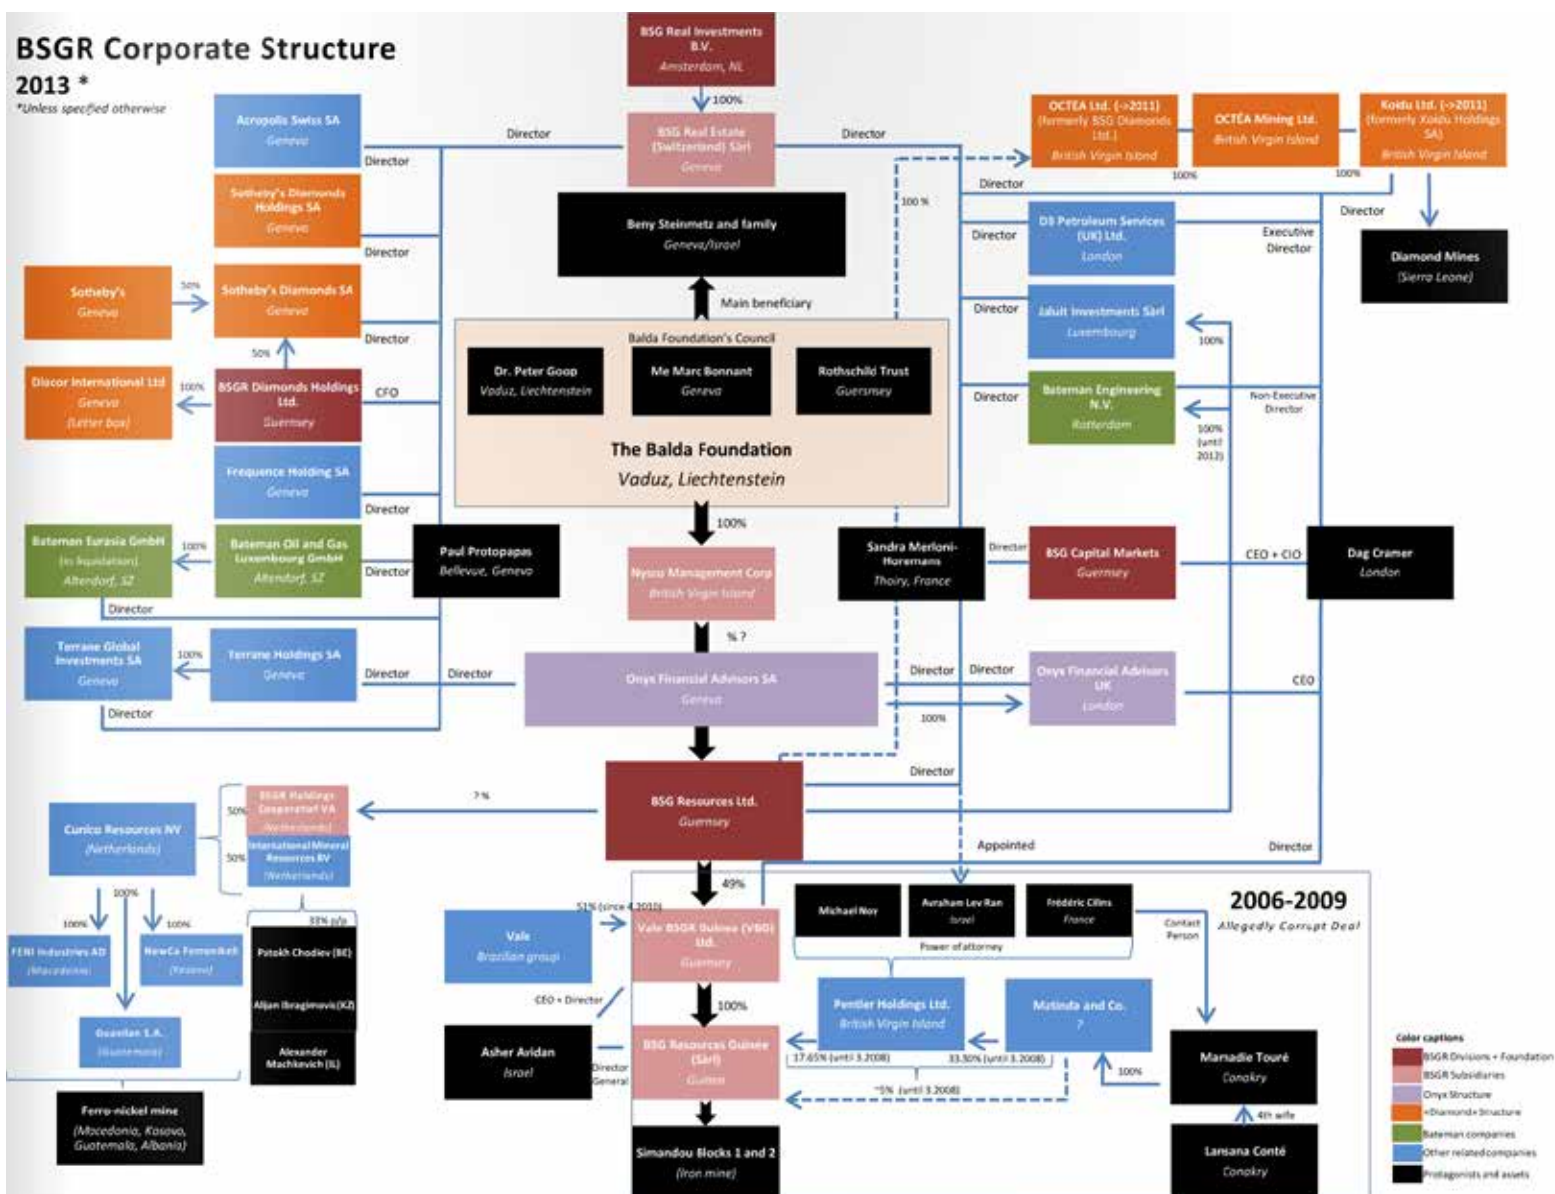 BSGR Corporate Structure
2013 *
*Unless specified otherwise
BSG Real Investments
B.V.
Amsterdam, NL
100%
BSG Real Estate
(Switzerland) Sàrl
Geneva
Director
Director
Acropolis Swiss SA
Geneva
Director
Sotheby's Diamonds
Holdings SA
Geneva
Director
Sotheby's
Geneva
50%
Sotheby's Diamonds SA
Geneva
Director
50%
Diacor International Ltd
Geneva
(Letter box)
100%
BSGR Diamonds Holdings
Ltd.
Guernsey
CFO
Frequence Holding SA
Geneva
Director
Bateman Eurasia GmbH
(in liquidation)
Altendorf, SZ
100%
Bateman Oil and Gas
Luxembourg GmbH
Altendorf, SZ
Director
Director
Paul Protopapas
Bellevue, Geneva
Terrane Global
Investments SA
Geneva
100%
Terrane Holdings SA
Geneva
Director
Director
Director
Beny Steinmetz and family
Geneva/Israel
Main beneficiary
Balda Foundation's Council
Dr. Peter Goop
Vaduz, Liechtenstein
Me Marc Bonnant
Geneva
Rothschild Trust
Guersmey
The Balda Foundation
Vaduz, Liechtenstein
100%
Nysco Management Corp
British Virgin Island
% ?
Onyx Financial Advisors SA
Geneva
BSG Resources Ltd.
Guernsey
OCTÉA Ltd. (->2011)
(formerly BSG Diamonds
Ltd.)
British Virgin Island
OCTÉA Mining Ltd.
British Virgin Island
Koidu Ltd. (->2011)
(formerly Koidu Holdings
SA)
British Virgin Island
100%
100%
100 %
Director
Director
Diamond Mines
(Sierra Leone)
DS Petroleum Services
(UK) Ltd.
London
Director
Executive
Director
Jaluit Investments Sàrl
Luxembourg
Director
100%
Bateman Engineering
N.V.
Rotterdam
Director
Non-Executive
Director
100%
(until
2012)
Sandra Merloni-
Horemans
Thoiry, France
Director
BSG Capital Markets
Guernsey
CEO + CIO
Dag Cramer
London
Director
Director
100%
Onyx Financial Advisors
UK
London
CEO
Director
Appointed
Director
? %
BSGR Holdings
Cooperatief VA
(Netherlands)
50%
International Mineral
Resources BV
(Netherlands)
50%
Cunico Resources NV
(Netherlands)
100%
100%
100%
FENI Industries AD
(Macedonia)
NewCo Ferronikeli
(Kosovo)
Guaxilan S.A.
(Guatemala)
33% p/p
Patokh Chodiev (BE)
Alijan Ibragimovic(KZ)
Alexander
Machkevich (IL)
Ferro-nickel mine
(Macedonia, Kosovo,
Guatemala, Albania)
49%
51% (since 4.2010)
Vale
Brazilian group
Vale BSGR Guinea (VBG)
Ltd.
Guernsey
CEO + Director
100%
Asher Avidan
Israel
Director
General
BSG Resources Guinée
(Sàrl)
Guinea
Simandou Blocks 1 and 2
(Iron mine)
Michael Noy
Avraham Lev Ran
Israel
Frédéric Cilins
France
Power of attorney
2006-2009
Allegedly Corrupt Deal
Contact
Person
Pentler Holdings Ltd.
British Virgin Island
Matinda and Co.
?
17.65% (until 3.2008)
33.30% (until 3.2008)
~5% (until 3.2008)
100%
Mamadie Touré
Conakry
4th wife
Lansana Conté
Conakry
Color captions
BSGR Divisions + Foundation
BSGR Subsidiaries
Onyx Structure
«Diamond» Structure
Bateman companies
Other related companies
Protagonists and assets